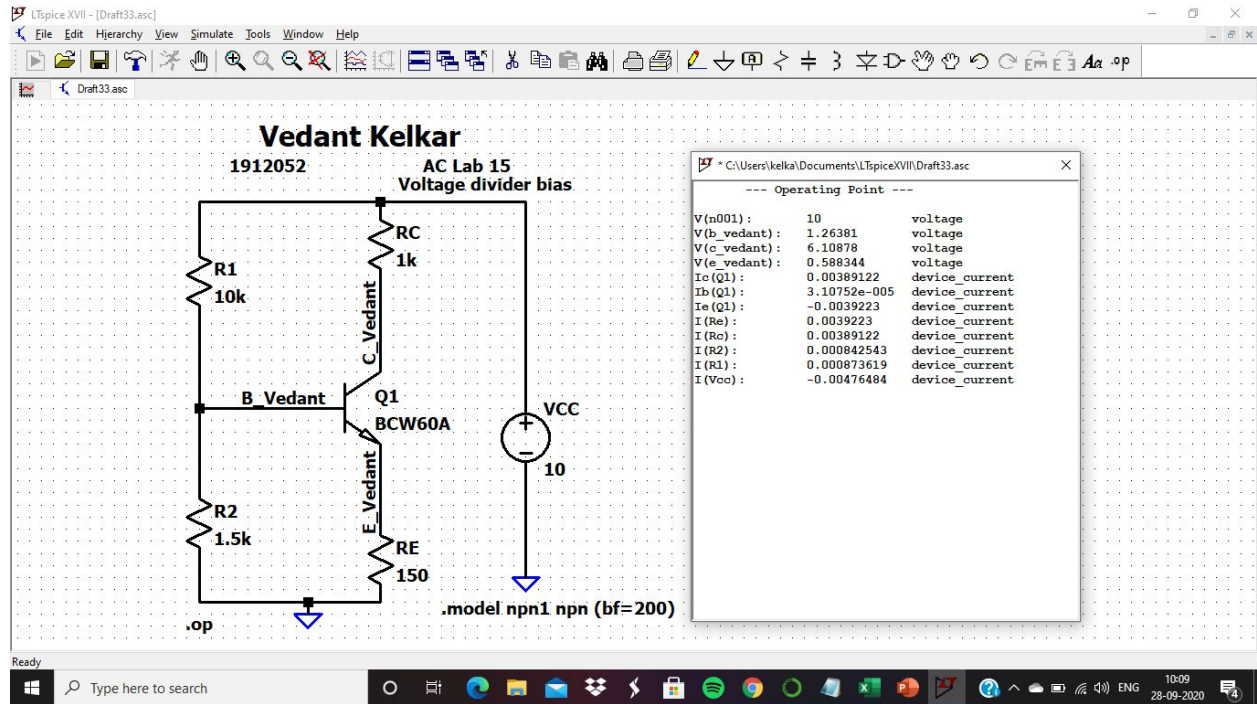 LTspice XVII - [Draft33.asc]
File Edit Hierarchy View Simulate Tools Window Help
Aa .op
Draft33.asc
Vedant Kelkar
1912052
AC Lab 15
Voltage divider bias
RC
1k
R1
10k
C_Vedant
B_Vedant
Q1
BCW60A
VCC
10
E_Vedant
R2
1.5k
RE
150
.model npn1 npn (bf=200)
.op
* C:\Users\kelka\Documents\LTspiceXVII\Draft33.asc
--- Operating Point ---
V(n001): 10 voltage
V(b_vedant): 1.26381 voltage
V(c_vedant): 6.10878 voltage
V(e_vedant): 0.588344 voltage
Ic(Q1): 0.00389122 device_current
Ib(Q1): 3.10752e-005 device_current
Ie(Q1): -0.0039223 device_current
I(Re): 0.0039223 device_current
I(Rc): 0.00389122 device_current
I(R2): 0.000842543 device_current
I(R1): 0.000873619 device_current
I(Vcc): -0.00476484 device_current
Ready
Type here to search
ENG
10:09
28-09-2020
4